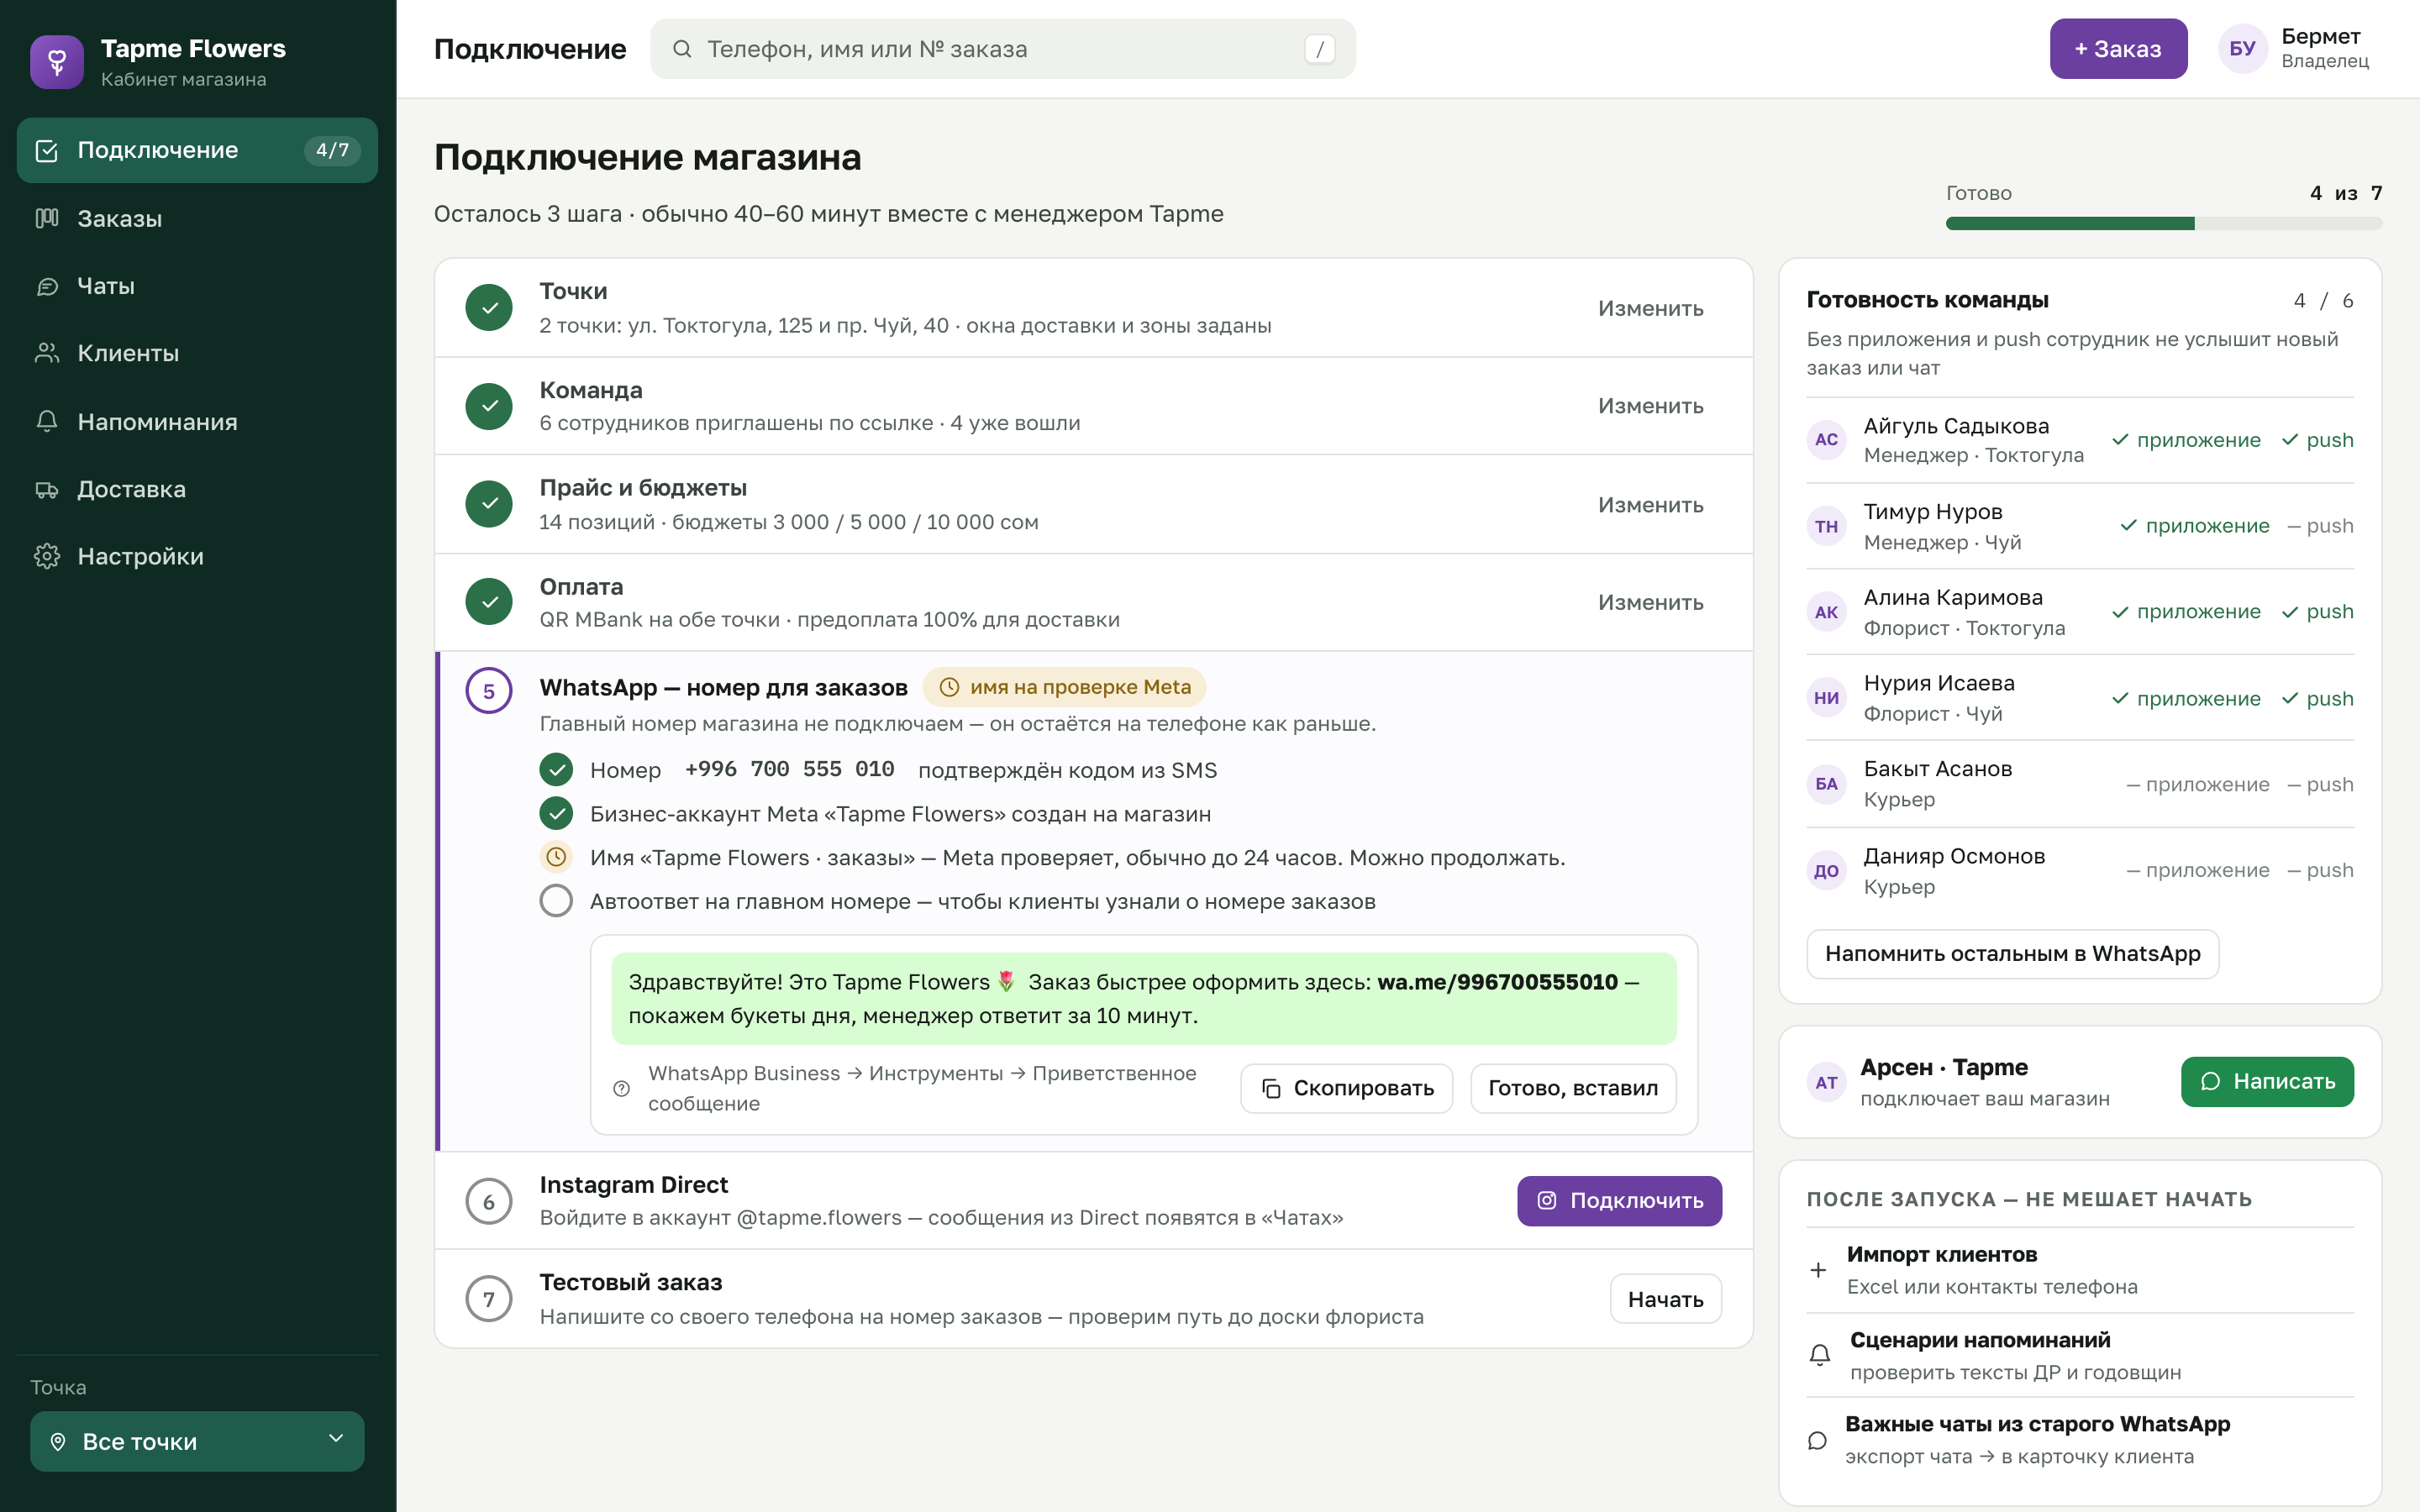 Tapme Flowers
Кабинет магазина
Подключение 4/7
Заказы
Чаты
Клиенты
Напоминания
Доставка
Настройки
Точка
Все точки
Подключение
Телефон, имя или № заказа /
+ Заказ
БУ
Бермет
Владелец
Подключение магазина
Осталось 3 шага · обычно 40–60 минут вместе с менеджером Tapme
Готово 4 из 7
Точки
2 точки: ул. Токтогула, 125 и пр. Чуй, 40 · окна доставки и зоны заданы
Изменить
Команда
6 сотрудников приглашены по ссылке · 4 уже вошли
Изменить
Прайс и бюджеты
14 позиций · бюджеты 3 000 / 5 000 / 10 000 сом
Изменить
Оплата
QR MBank на обе точки · предоплата 100% для доставки
Изменить
5
WhatsApp — номер для заказов
имя на проверке Meta
Главный номер магазина не подключаем — он остаётся на телефоне как раньше.
Номер +996 700 555 010 подтверждён кодом из SMS
Бизнес-аккаунт Meta «Tapme Flowers» создан на магазин
Имя «Tapme Flowers · заказы» — Meta проверяет, обычно до 24 часов. Можно продолжать.
Автоответ на главном номере — чтобы клиенты узнали о номере заказов
Здравствуйте! Это Tapme Flowers 🌷 Заказ быстрее оформить здесь: wa.me/996700555010 —
покажем букеты дня, менеджер ответит за 10 минут.
WhatsApp Business → Инструменты → Приветственное
сообщение
Скопировать
Готово, вставил
6
Instagram Direct
Войдите в аккаунт @tapme.flowers — сообщения из Direct появятся в «Чатах»
Подключить
7
Тестовый заказ
Напишите со своего телефона на номер заказов — проверим путь до доски флориста
Начать
Готовность команды 4 / 6
Без приложения и push сотрудник не услышит новый
заказ или чат
АС
Айгуль Садыкова
Менеджер · Токтогула
приложение push
ТН
Тимур Нуров
Менеджер · Чуй
приложение — push
АК
Алина Каримова
Флорист · Токтогула
приложение push
НИ
Нурия Исаева
Флорист · Чуй
приложение push
БА
Бакыт Асанов
Курьер
— приложение — push
ДО
Данияр Осмонов
Курьер
— приложение — push
Напомнить остальным в WhatsApp
АТ
Арсен · Tapme
подключает ваш магазин
Написать
ПОСЛЕ ЗАПУСКА — НЕ МЕШАЕТ НАЧАТЬ
Импорт клиентов
Excel или контакты телефона
Сценарии напоминаний
проверить тексты ДР и годовщин
Важные чаты из старого WhatsApp
экспорт чата → в карточку клиента